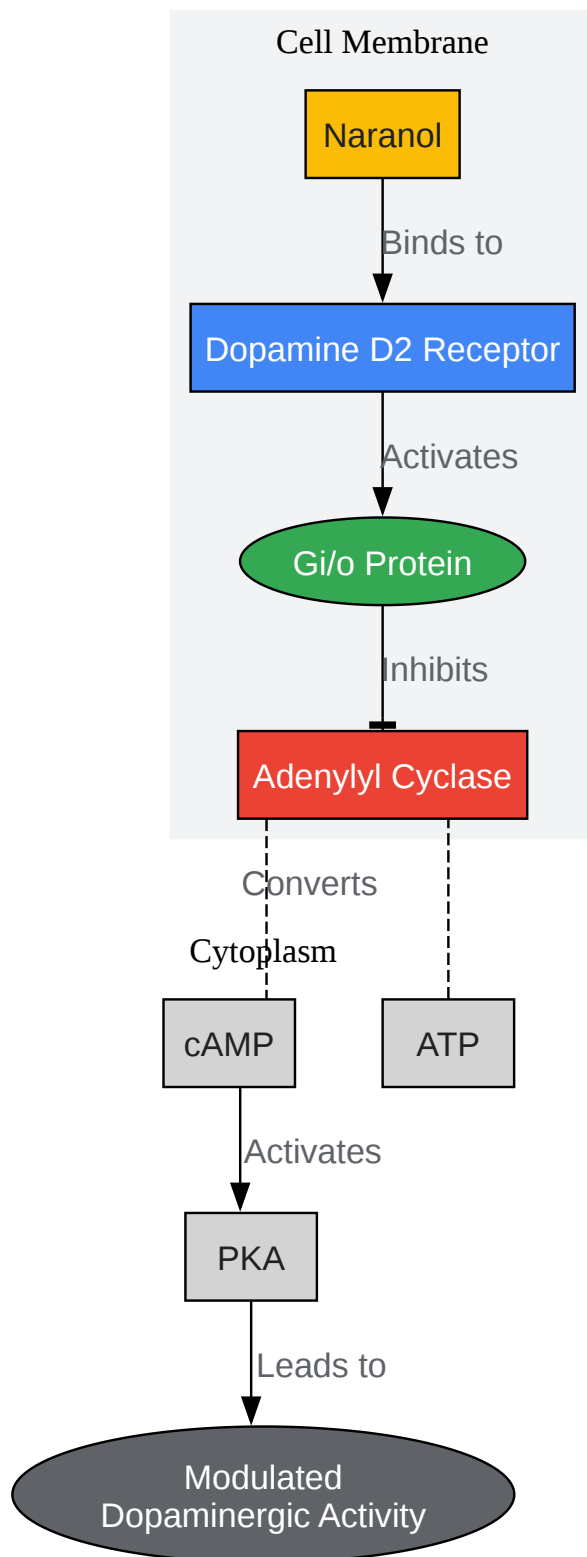 Cell Membrane
Naranol
Binds to
Dopamine D2 Receptor
Activates
Gi/o Protein
Inhibits
Adenylyl Cyclase
Converts
Cytoplasm
cAMP
ATP
Activates
PKA
Leads to
Modulated
Dopaminergic Activity